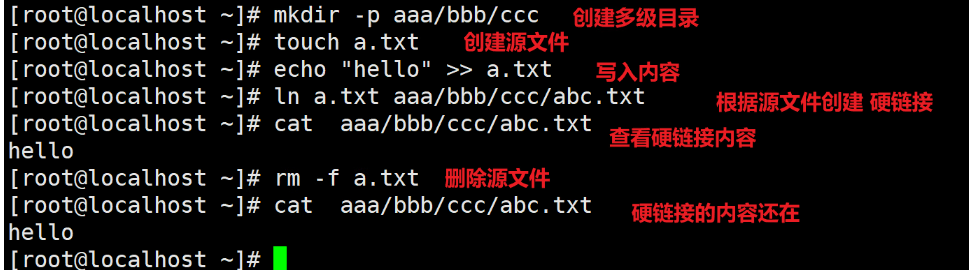 [root@localhost ~]# mkdir -p aaa/bbb/ccc 创建多级目录
[root@localhost ~]# touch a.txt 创建源文件
[root@localhost ~]# echo "hello" >> a.txt 写入内容
[root@localhost ~]# ln a.txt aaa/bbb/ccc/abc.txt 根据源文件创建 硬链接
[root@localhost ~]# cat  aaa/bbb/ccc/abc.txt 查看硬链接内容
hello
[root@localhost ~]# rm -f a.txt 删除源文件
[root@localhost ~]# cat  aaa/bbb/ccc/abc.txt 硬链接的内容还在
hello
[root@localhost ~]#